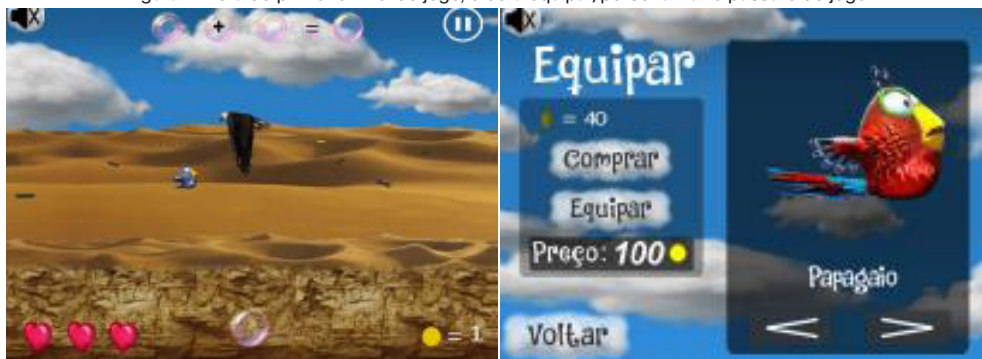 + =
= 1
Equipar
= 40
Comprar
Equipar
Preço: 100
Papagaio
< >
Voltar